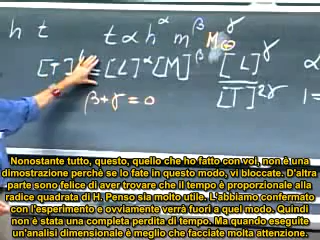 h t t α h^α m^β M_⊕^γ
[T]^1 = [L]^α [M]^β [L]^γ / [T]^2γ
β+γ=0
1=
Nonostante tutto, questo, quello che ho fatto con voi, non è una
dimostrazione perchè se lo fate in questo modo, vi bloccate. D'altra
parte sono felice di aver trovare che il tempo è proporzionale alla
radice quadrata di H. Penso sla molto utile. L'abbiamo confermato
con l'esperimento e ovviamente verrà fuori a quel modo. Quindi
non è stata una completa perdita di tempo. Ma quando eseguite
un'analisi dimensionale è meglio che facciate molta attenzione.